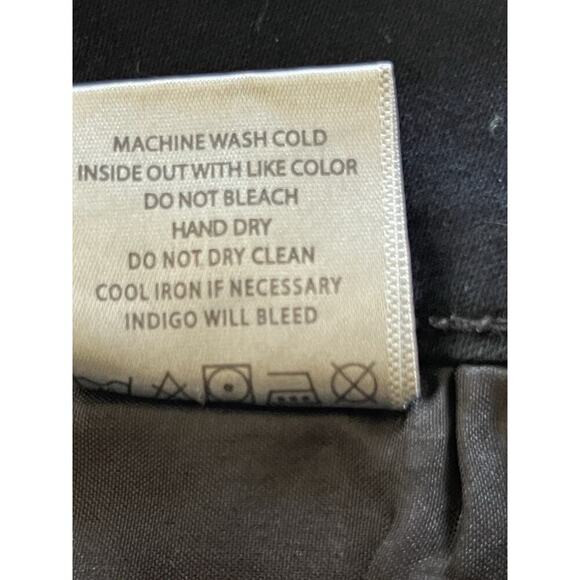 MACHINE WASH COLD
INSIDE OUT WITH LIKE COLOR
DO NOT BLEACH
HAND DRY
DO NOT DRY CLEAN
COOL IRON IF NECESSARY
INDIGO WILL BLEED